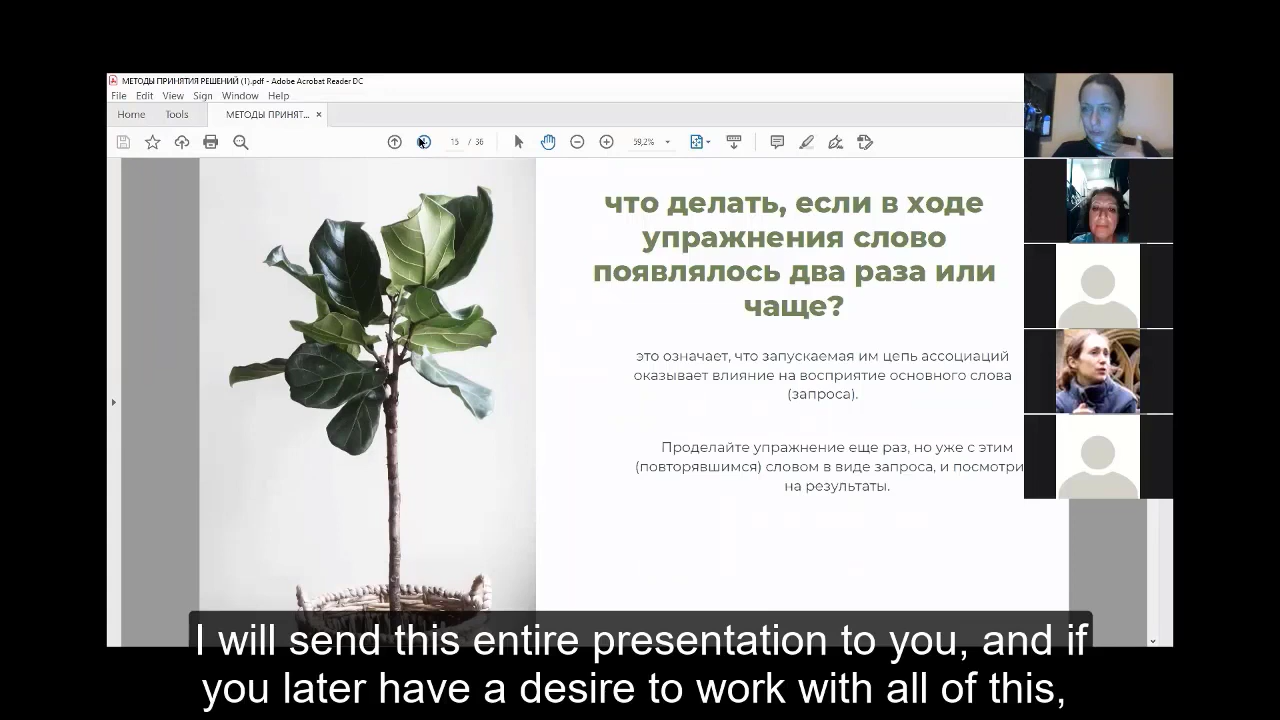 МЕТОДЫ ПРИНЯТИЯ РЕШЕНИЙ (1).pdf - Adobe Acrobat Reader DC
File Edit View Sign Window Help
Home Tools МЕТОДЫ ПРИНЯТ... ×
15 / 36 59,2%
что делать, если в ходе
упражнения слово
появлялось два раза или
чаще?
это означает, что запускаемая им цепь ассоциаций
оказывает влияние на восприятие основного слова
(запроса).
Проделайте упражнение еще раз, но уже с этим
(повторявшимся) словом в виде запроса, и посмотри
на результаты.
I will send this entire presentation to you, and if
you later have a desire to work with all of this,